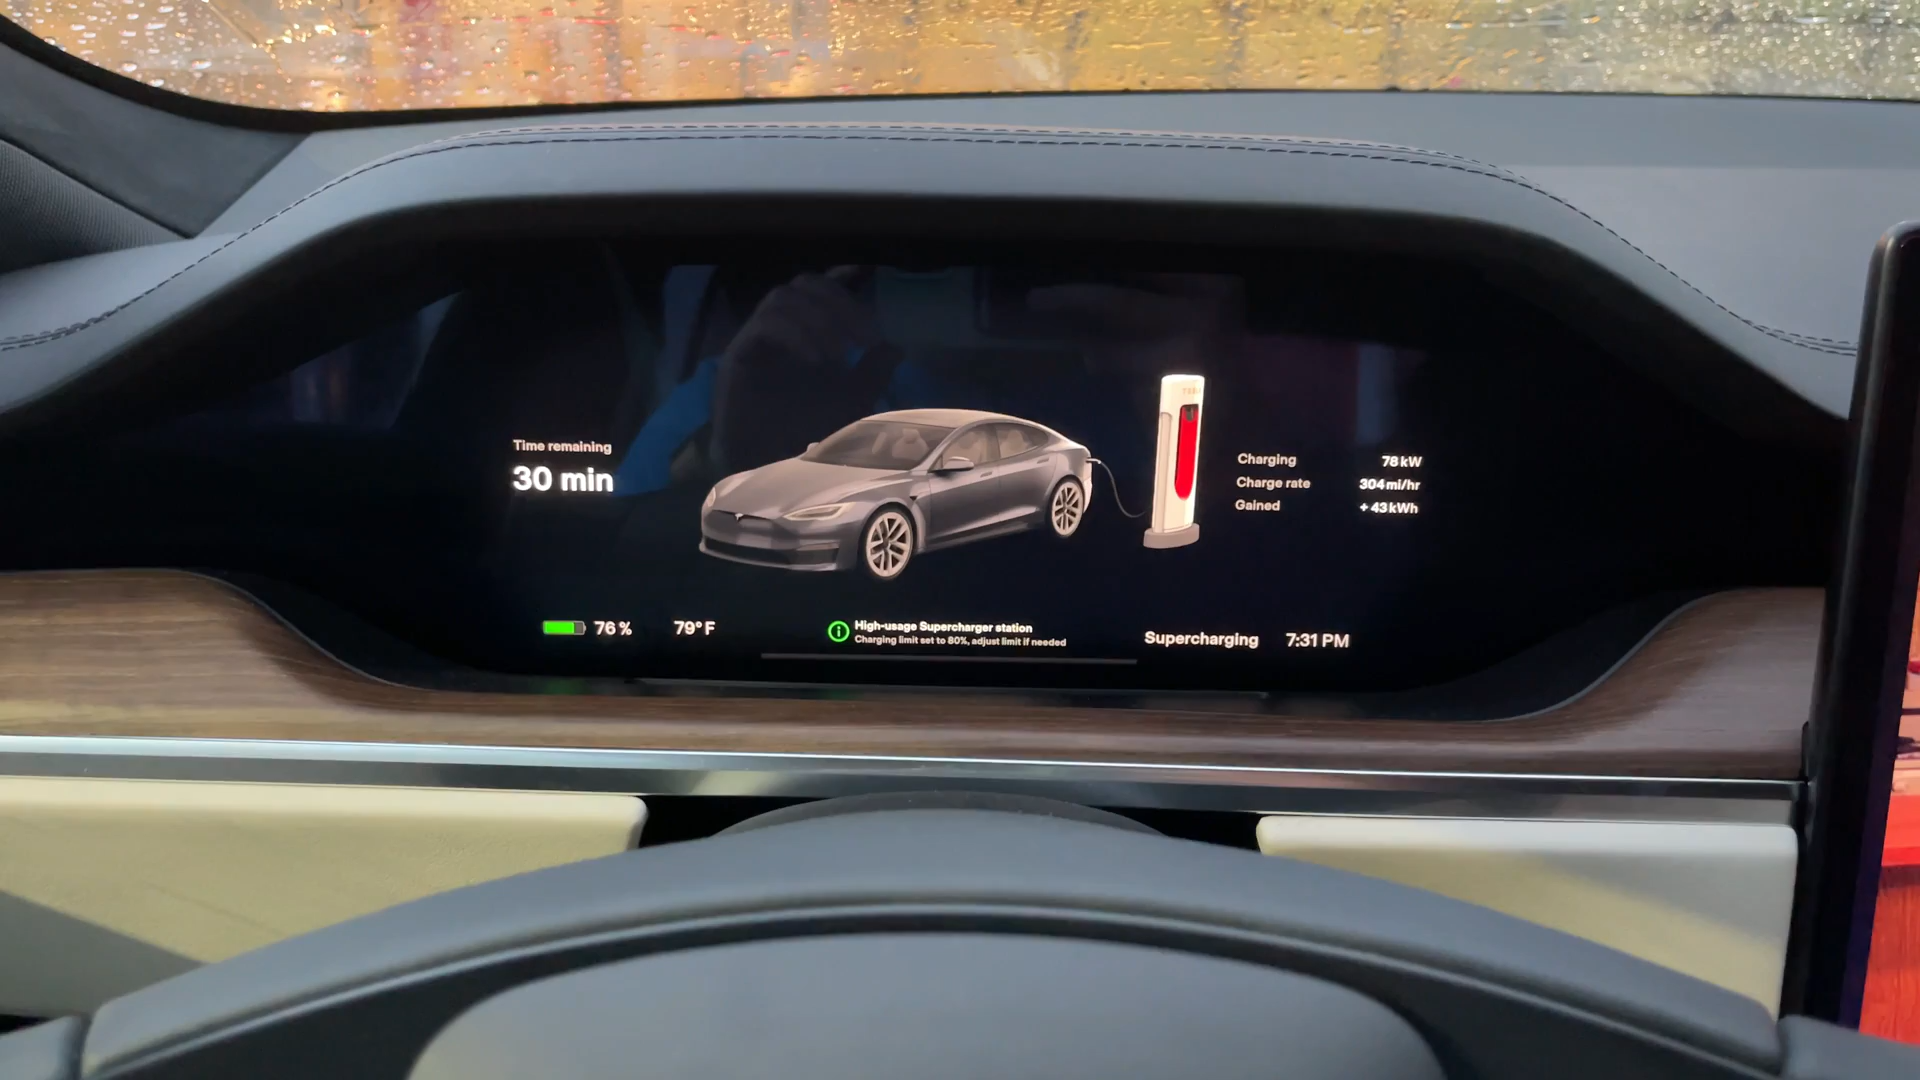 Time remaining
30 min
Charging 78 kW
Charge rate 304 mi/hr
Gained + 43 kWh
76 %
79° F
High-usage Supercharger station
Charging limit set to 80%, adjust limit if needed
Supercharging
7:31 PM